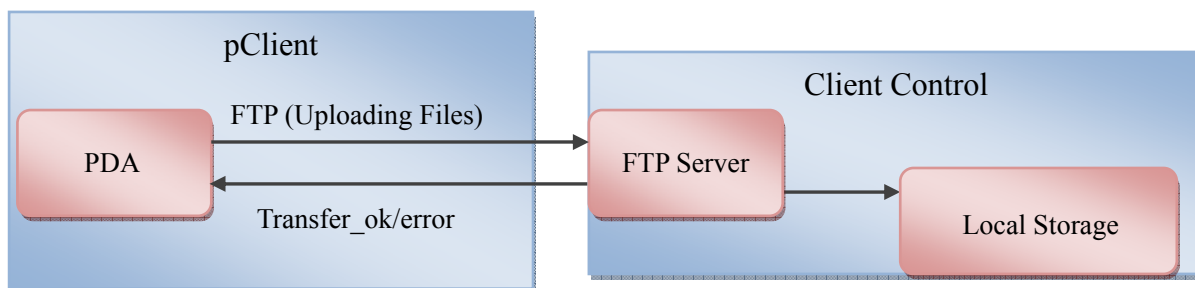 pClient
Client Control
FTP (Uploading Files)
PDA
FTP Server
Transfer_ok/error
Local Storage